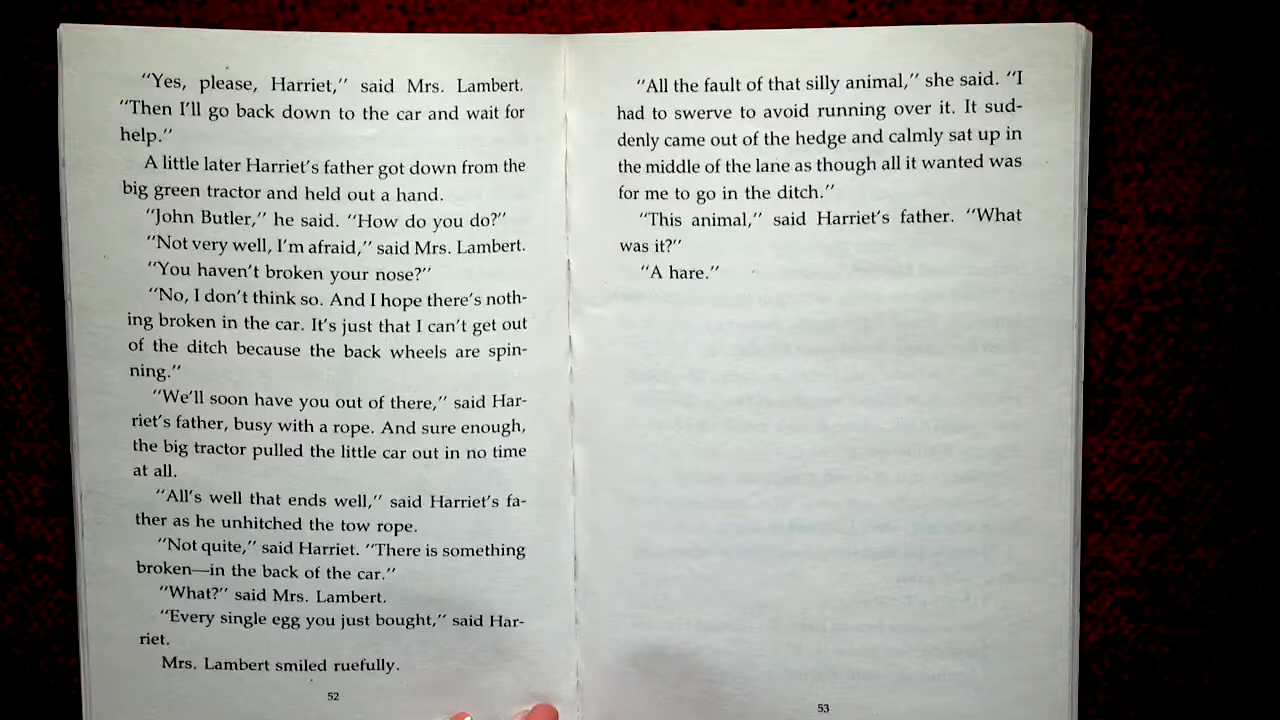 “Yes, please, Harriet,” said Mrs. Lambert.
“Then I’ll go back down to the car and wait for
help.”
A little later Harriet’s father got down from the
big green tractor and held out a hand.
“John Butler,” he said. “How do you do?”
“Not very well, I’m afraid,” said Mrs. Lambert.
“You haven’t broken your nose?”
“No, I don’t think so. And I hope there’s noth-
ing broken in the car. It’s just that I can’t get out
of the ditch because the back wheels are spin-
ning.”
“We’ll soon have you out of there,” said Har-
riet’s father, busy with a rope. And sure enough,
the big tractor pulled the little car out in no time
at all.
“All’s well that ends well,” said Harriet’s fa-
ther as he unhitched the tow rope.
“Not quite,” said Harriet. “There is something
broken—in the back of the car.”
“What?” said Mrs. Lambert.
“Every single egg you just bought,” said Har-
riet.
Mrs. Lambert smiled ruefully.
52
“All the fault of that silly animal,” she said. “I
had to swerve to avoid running over it. It sud-
denly came out of the hedge and calmly sat up in
the middle of the lane as though all it wanted was
for me to go in the ditch.”
“This animal,” said Harriet’s father. “What
was it?”
“A hare.”
53